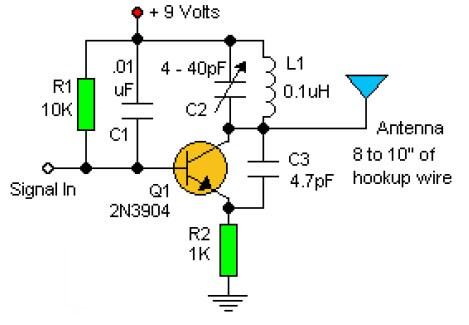 + 9 Volts
R1
10K
.01
uF
C1
4 - 40pF
C2
L1
0.1uH
Antenna
8 to 10" of
hookup wire
C3
4.7pF
Signal In
Q1
2N3904
R2
1K